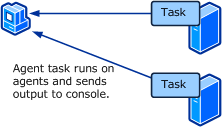 Task
Task
Agent task runs on
agents and sends
output to console.